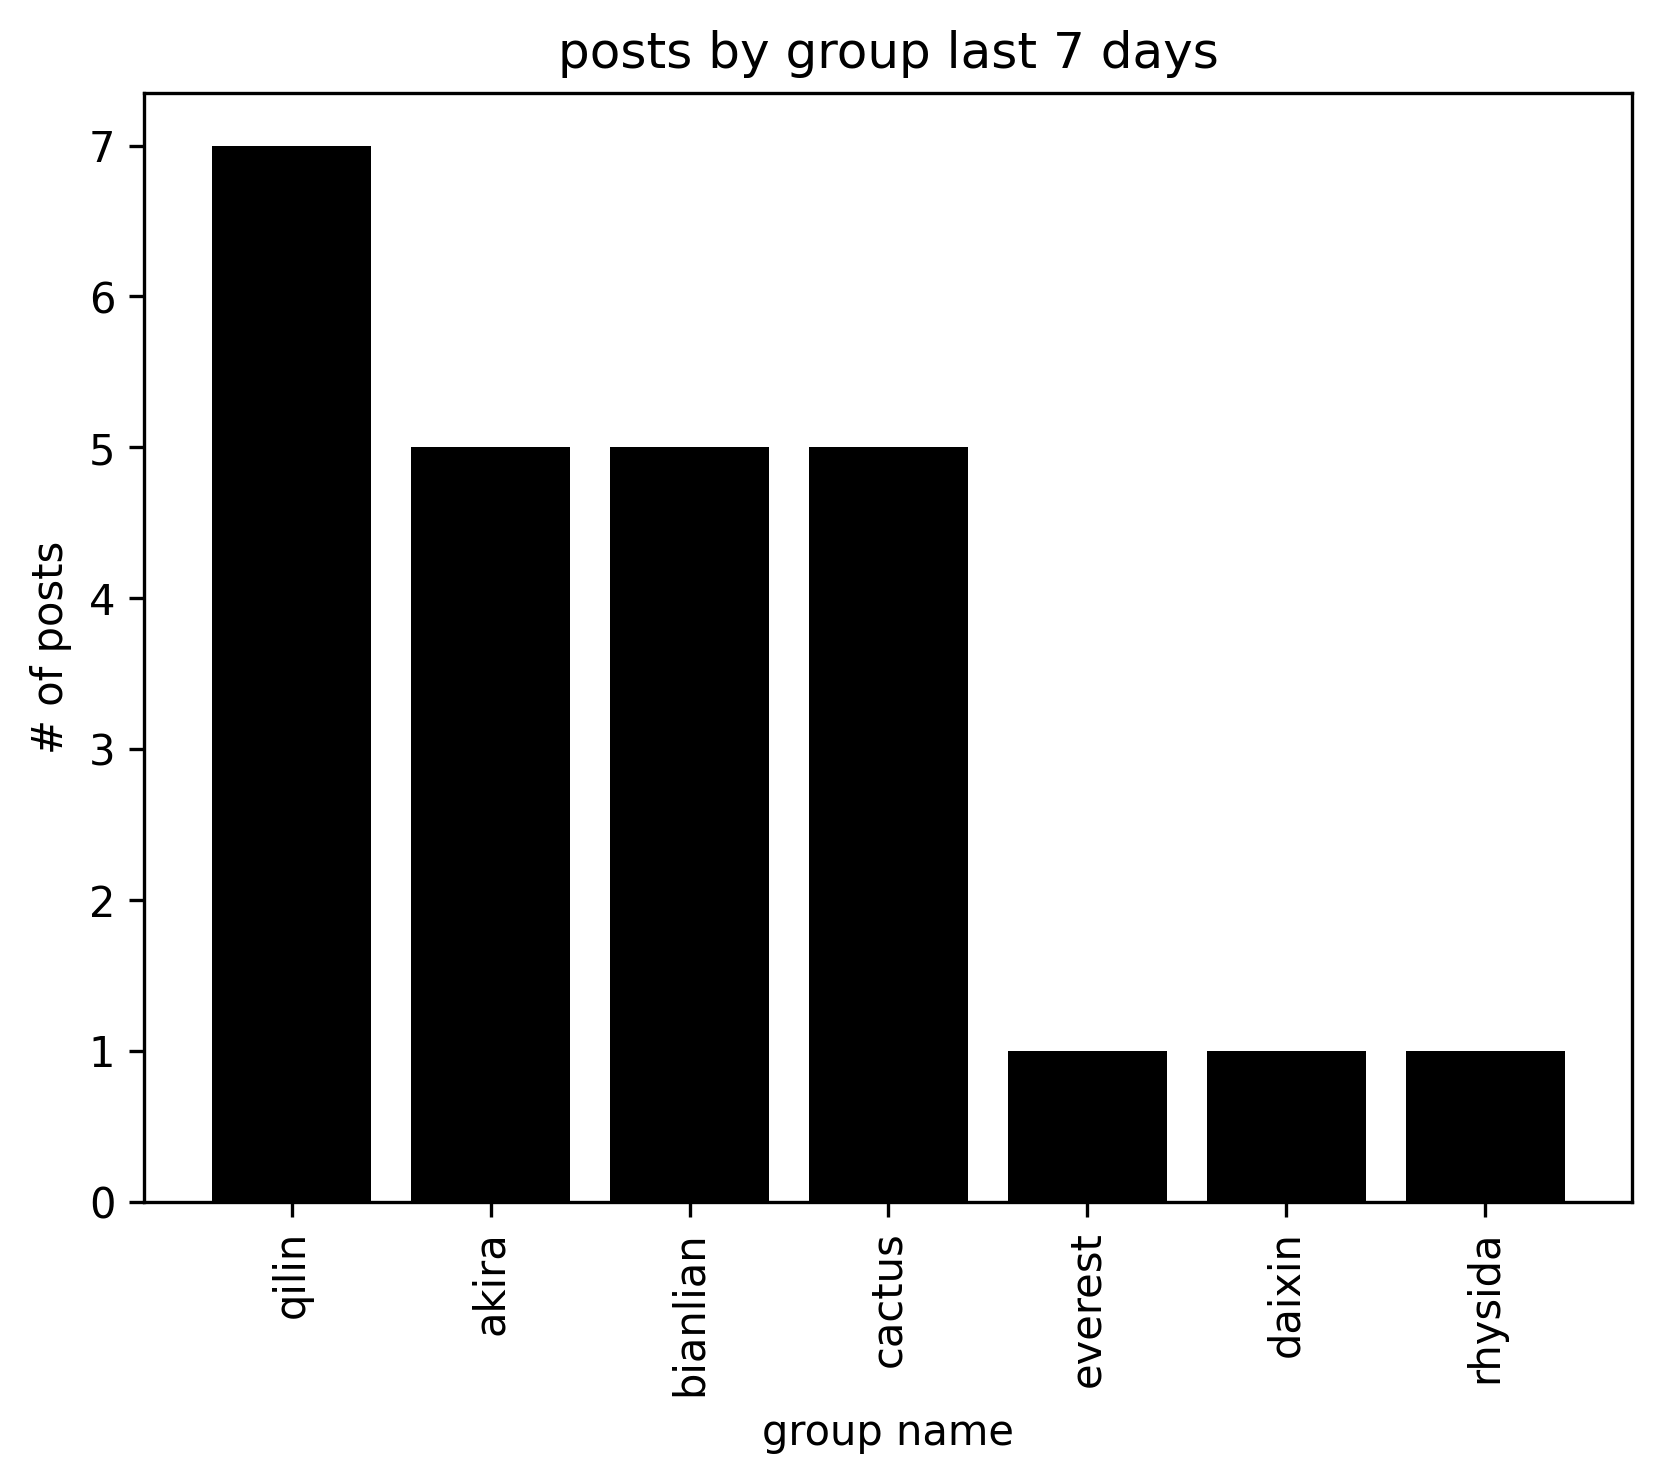 posts by group last 7 days
# of posts
7
6
5
4
3
2
1
0
qilin
akira
bianlian
cactus
everest
daixin
rhysida
group name